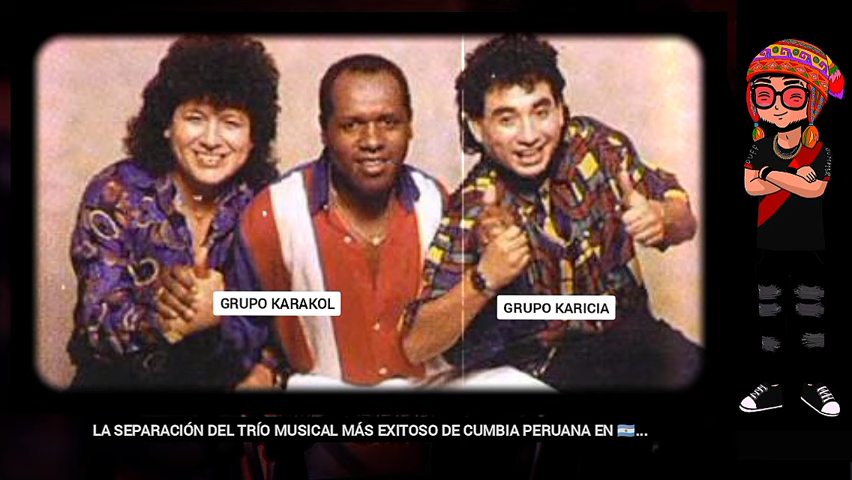 GRUPO KARAKOL
GRUPO KARICIA
LA SEPARACIÓN DEL TRÍO MUSICAL MÁS EXITOSO DE CUMBIA PERUANA EN 🇦🇷...